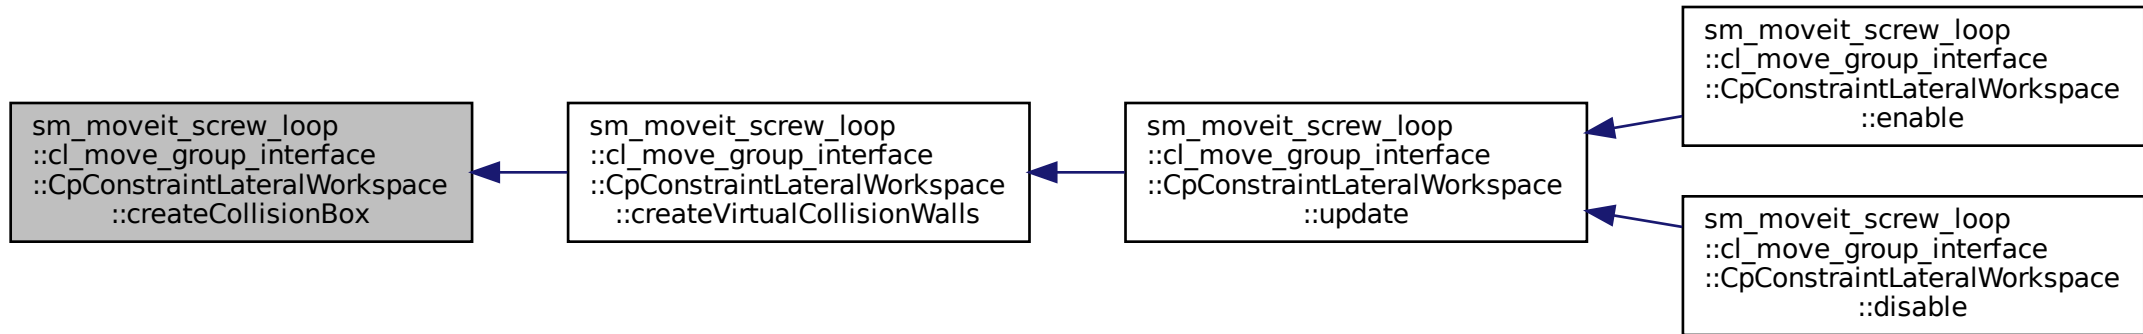 sm_moveit_screw_loop
::cl_move_group_interface
::CpConstraintLateralWorkspace
::createCollisionBox
sm_moveit_screw_loop
::cl_move_group_interface
::CpConstraintLateralWorkspace
::createVirtualCollisionWalls
sm_moveit_screw_loop
::cl_move_group_interface
::CpConstraintLateralWorkspace
::update
sm_moveit_screw_loop
::cl_move_group_interface
::CpConstraintLateralWorkspace
::enable
sm_moveit_screw_loop
::cl_move_group_interface
::CpConstraintLateralWorkspace
::disable